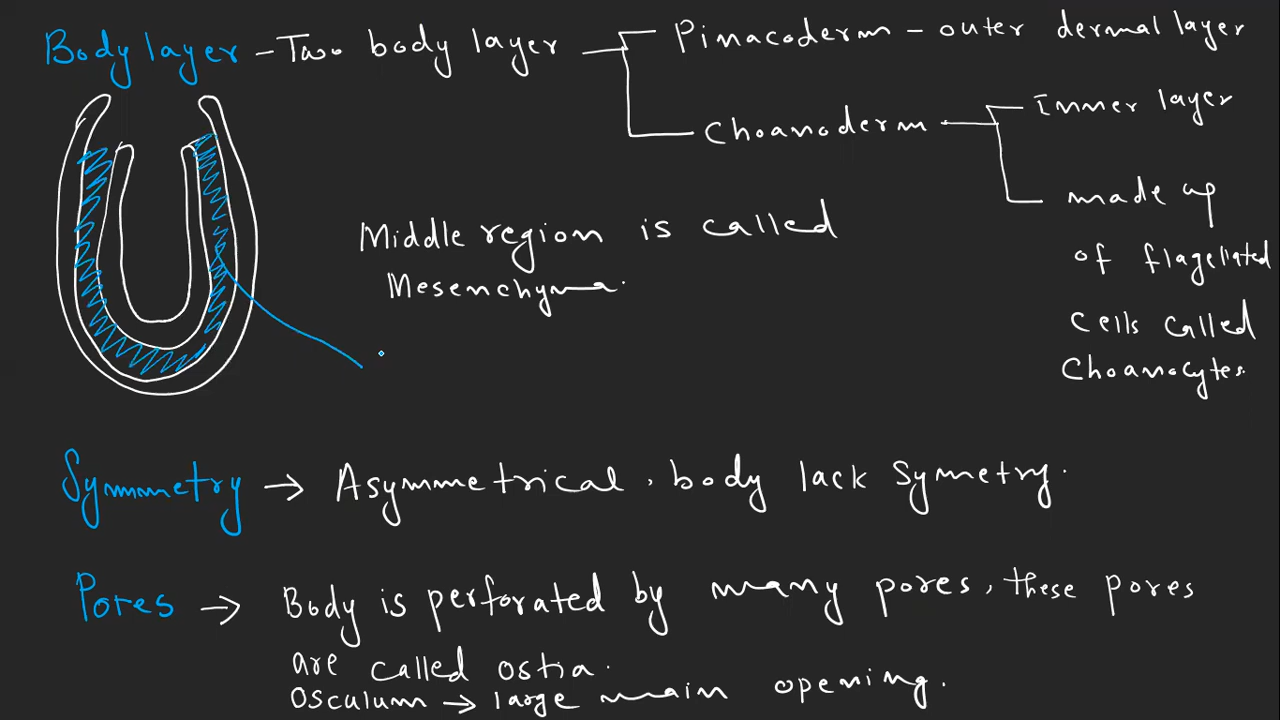 Body layer - Two body layer
Pinacoderm - outer dermal layer
Choanoderm
Inner layer
made up
of flagellated
cells called
Choanocytes.
Middle region is called
Mesenchyma.
Symmetry → Asymmetrical, body lack Symetry.
Pores → Body is perforated by many pores, these pores
are called ostia.
Osculum → large main opening.